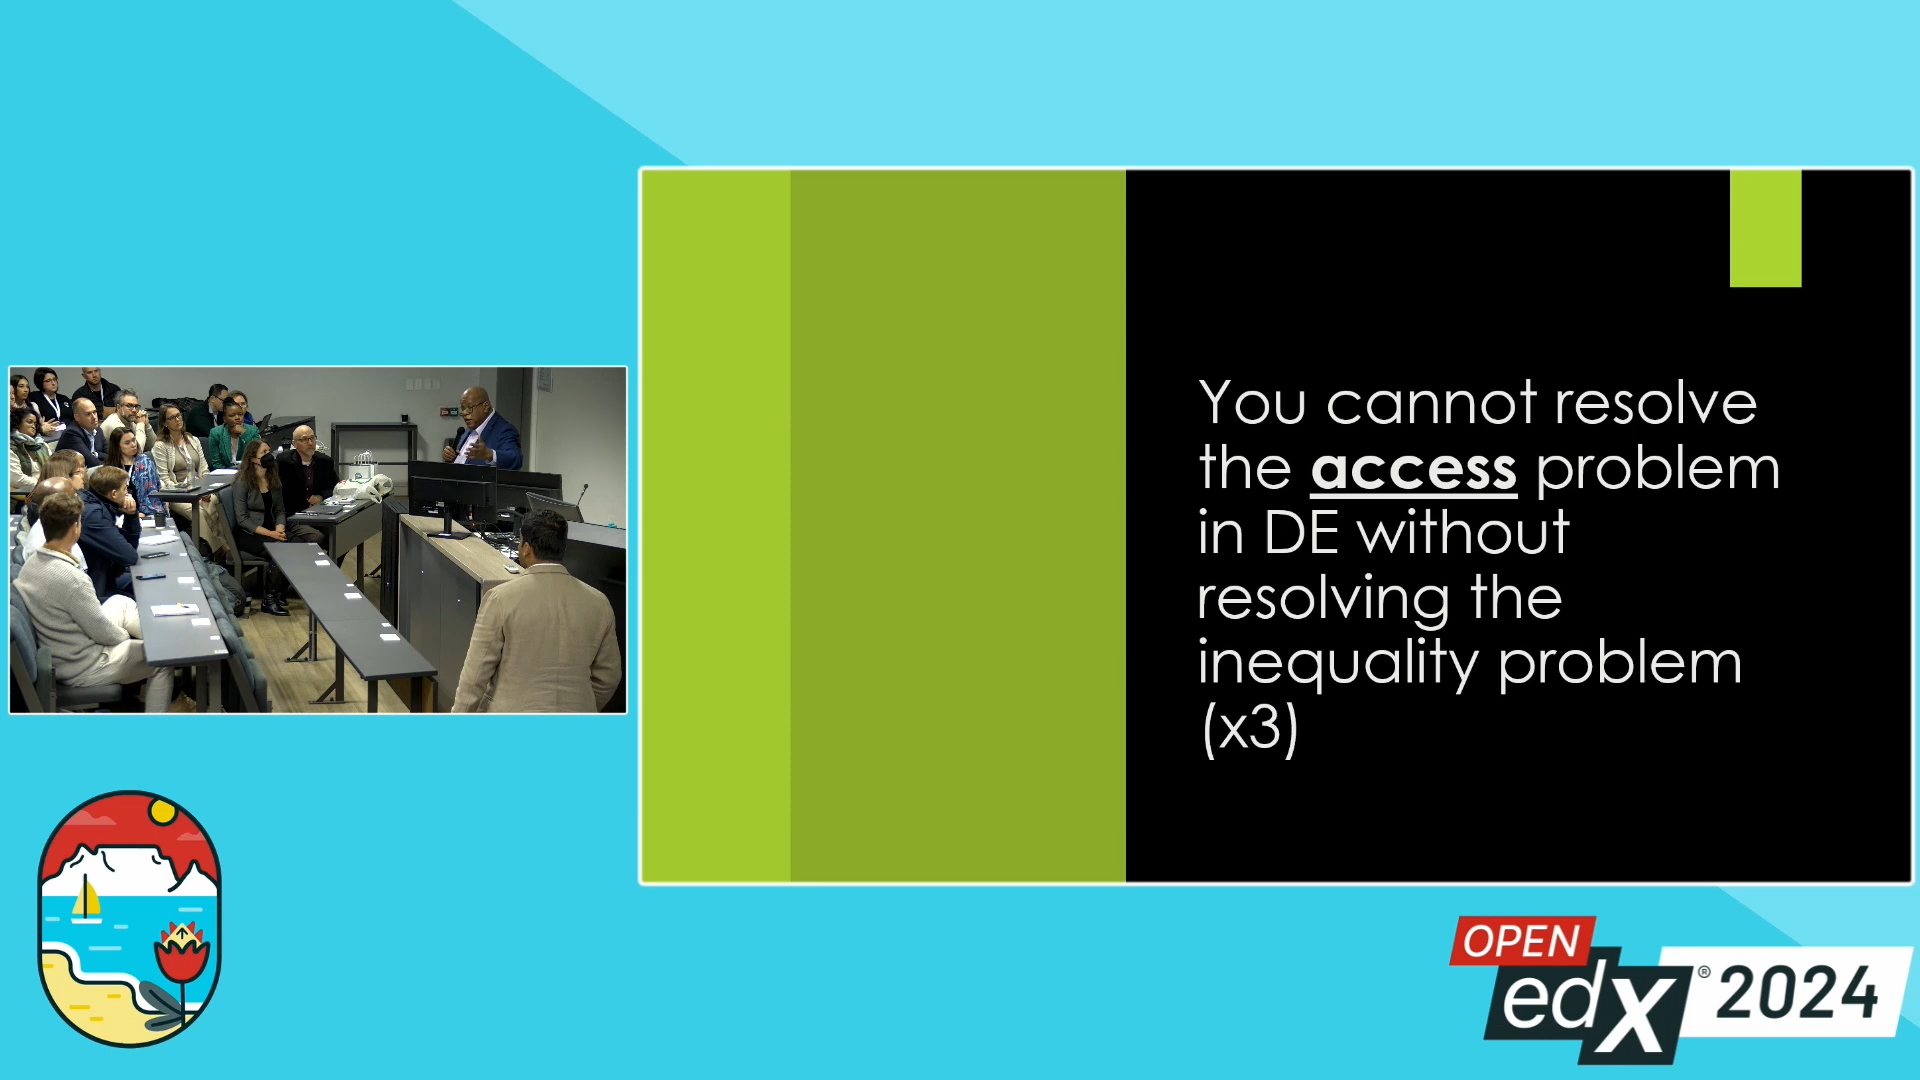 You cannot resolve
the access problem
in DE without
resolving the
inequality problem
(x3)
OPEN
edX® 2024